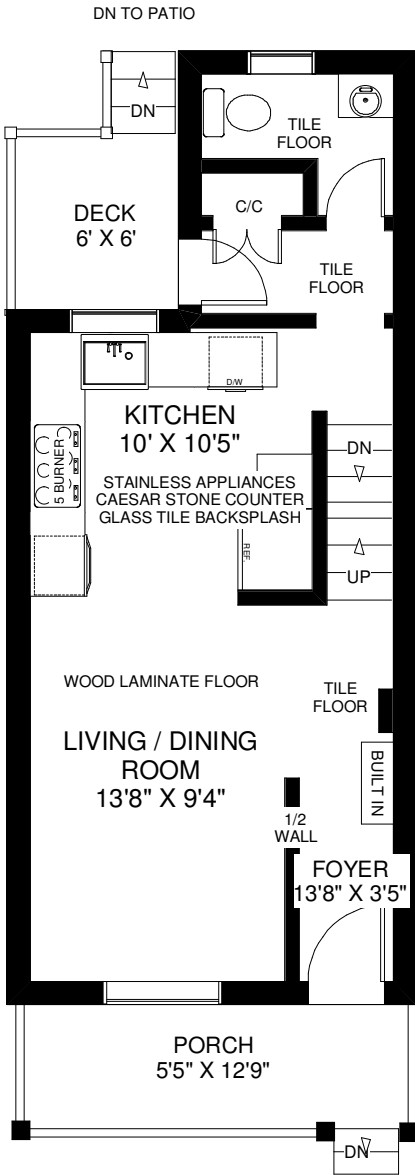 DN TO PATIO
DN
TILE
FLOOR
DECK
6' X 6'
C/C
TILE
FLOOR
D/W
KITCHEN
10' X 10'5"
5 BURNER
STAINLESS APPLIANCES
CAESAR STONE COUNTER
GLASS TILE BACKSPLASH
DN
REF.
UP
WOOD LAMINATE FLOOR
TILE
FLOOR
LIVING / DINING
ROOM
13'8" X 9'4"
BUILT IN
1/2
WALL
FOYER
13'8" X 3'5"
PORCH
5'5" X 12'9"
DN